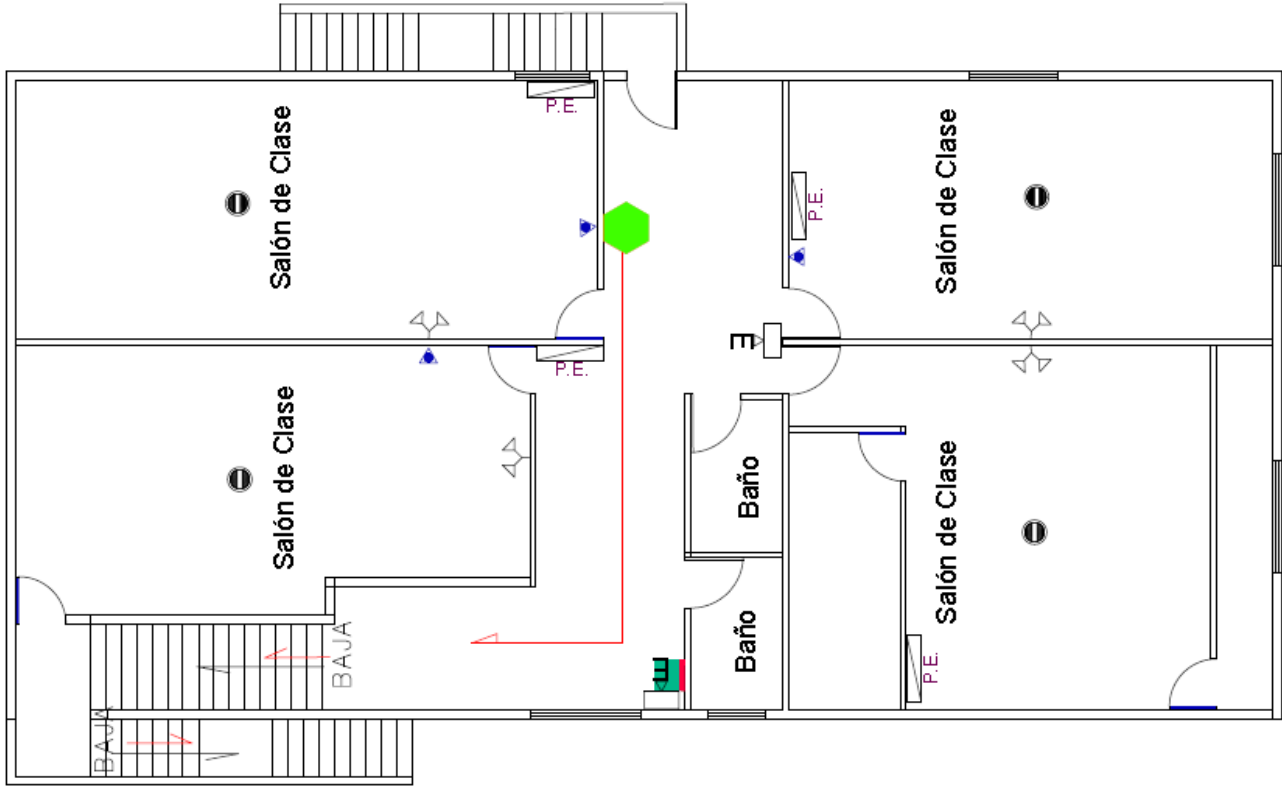 P.E.
Salón de Clase
Salón de Clase
P.E.
E
P.E.
Salón de Clase
Baño
Salón de Clase
Baño
BAJA
E
P.E.
BAJA